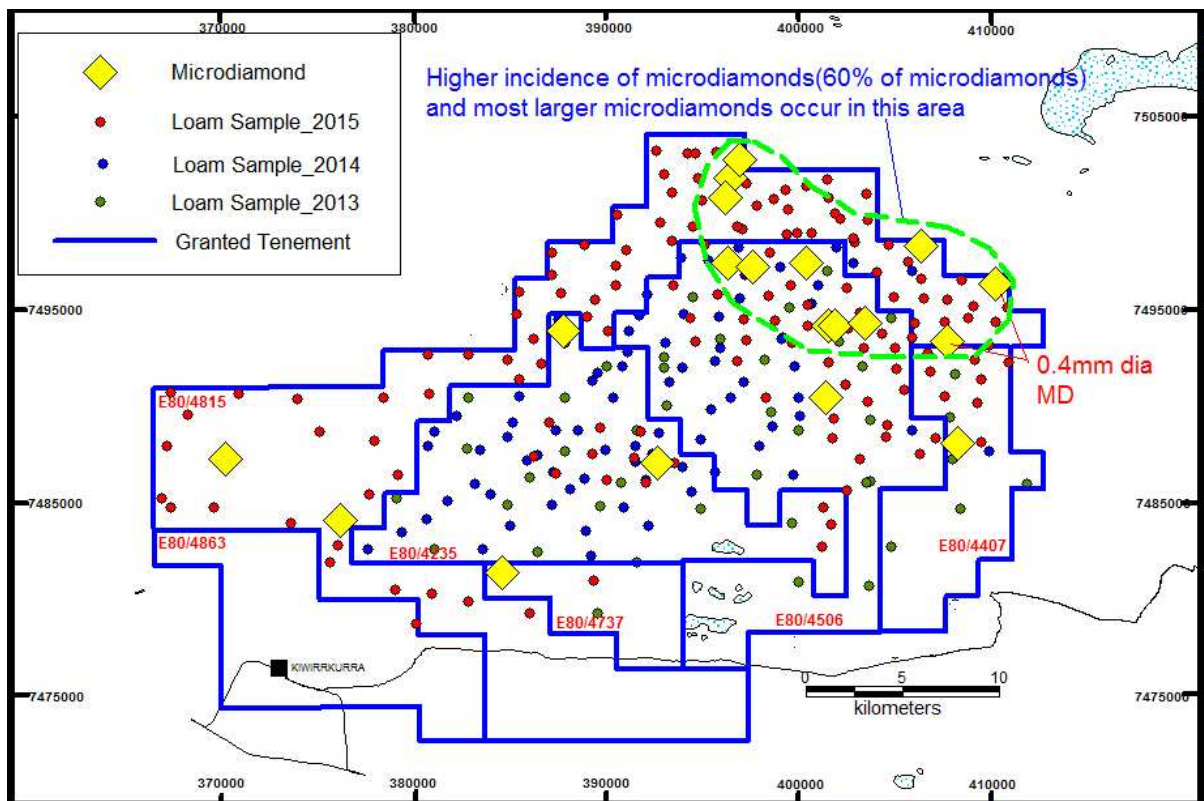 370000 380000 390000 400000 410000
Microdiamond
Loam Sample_2015
Loam Sample_2014
Loam Sample_2013
Granted Tenement
Higher incidence of microdiamonds(60% of microdiamonds)
and most larger microdiamonds occur in this area
7505000
7495000 7495000
0.4mm dia
MD
E80/4815
7485000 7485000
E80/4863
E80/4235
E80/4407
E80/4737
E80/4506
KIWIRRKURRA
7475000 7475000
0 5 10
kilometers
370000 380000 390000 400000 410000